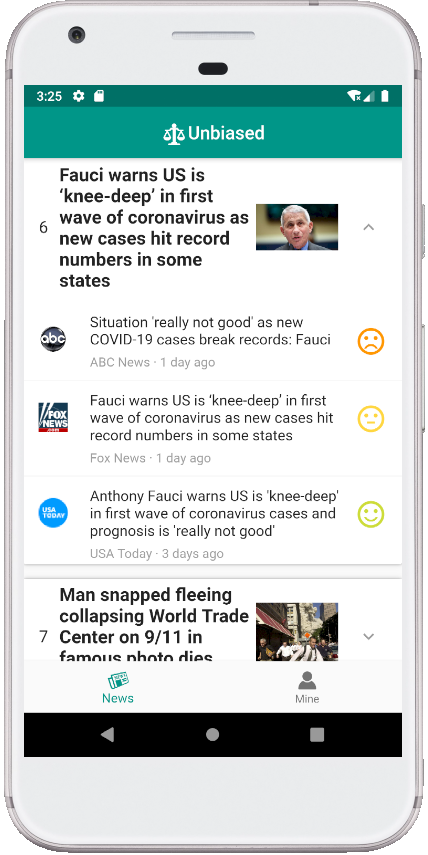 3:25
Unbiased
Fauci warns US is
‘knee-deep’ in first
6
wave of coronavirus as
new cases hit record
numbers in some
states
abc
Situation 'really not good' as new
COVID-19 cases break records: Fauci
ABC News · 1 day ago
FOX
NEWS
.com
Fauci warns US is ‘knee-deep’ in first
wave of coronavirus as new cases hit
record numbers in some states
Fox News · 1 day ago
USA
TODAY
Anthony Fauci warns US is 'knee-deep'
in first wave of coronavirus cases and
prognosis is 'really not good'
USA Today · 3 days ago
Man snapped fleeing
collapsing World Trade
7
Center on 9/11 in
famous photo dies
News
Mine